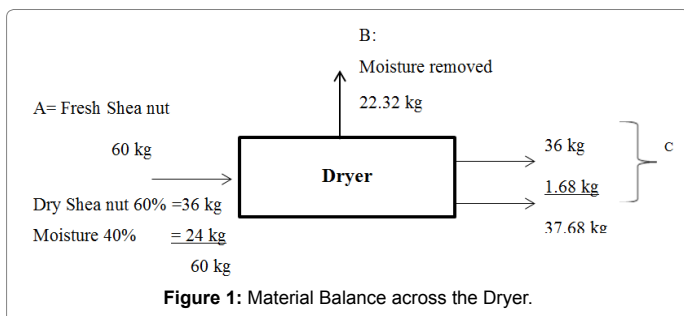 B:
Moisture removed
22.32 kg
A= Fresh Shea nut
60 kg
Dry Shea nut 60% =36 kg
Moisture 40% = 24 kg
60 kg
Dryer
36 kg
1.68 kg
37.68 kg
C
Figure 1: Material Balance across the Dryer.